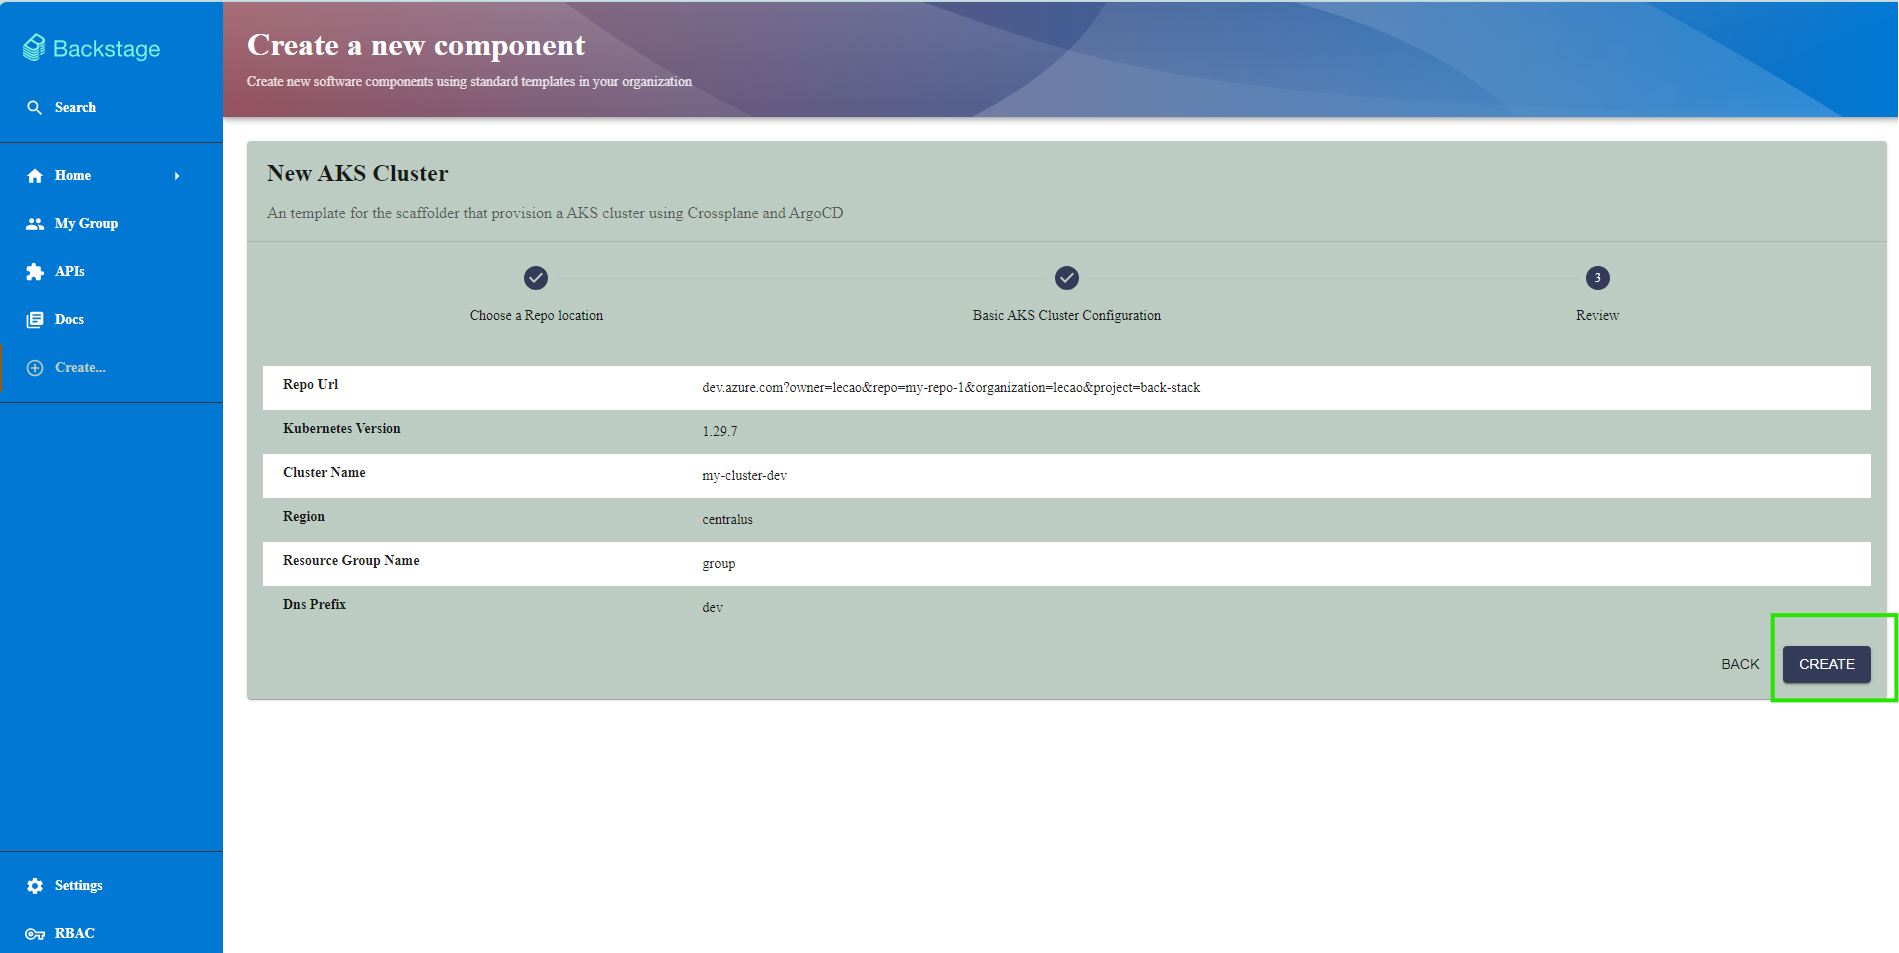 Backstage
Search
Home
My Group
APIs
Docs
Create...
Settings
RBAC
Create a new component
Create new software components using standard templates in your organization
New AKS Cluster
An template for the scaffolder that provision a AKS cluster using Crossplane and ArgoCD
3
Choose a Repo location
Basic AKS Cluster Configuration
Review
Repo Url
dev.azure.com?owner=lecao&repo=my-repo-1&organization=lecao&project=back-stack
Kubernetes Version
1.29.7
Cluster Name
my-cluster-dev
Region
centralus
Resource Group Name
group
Dns Prefix
dev
BACK
CREATE